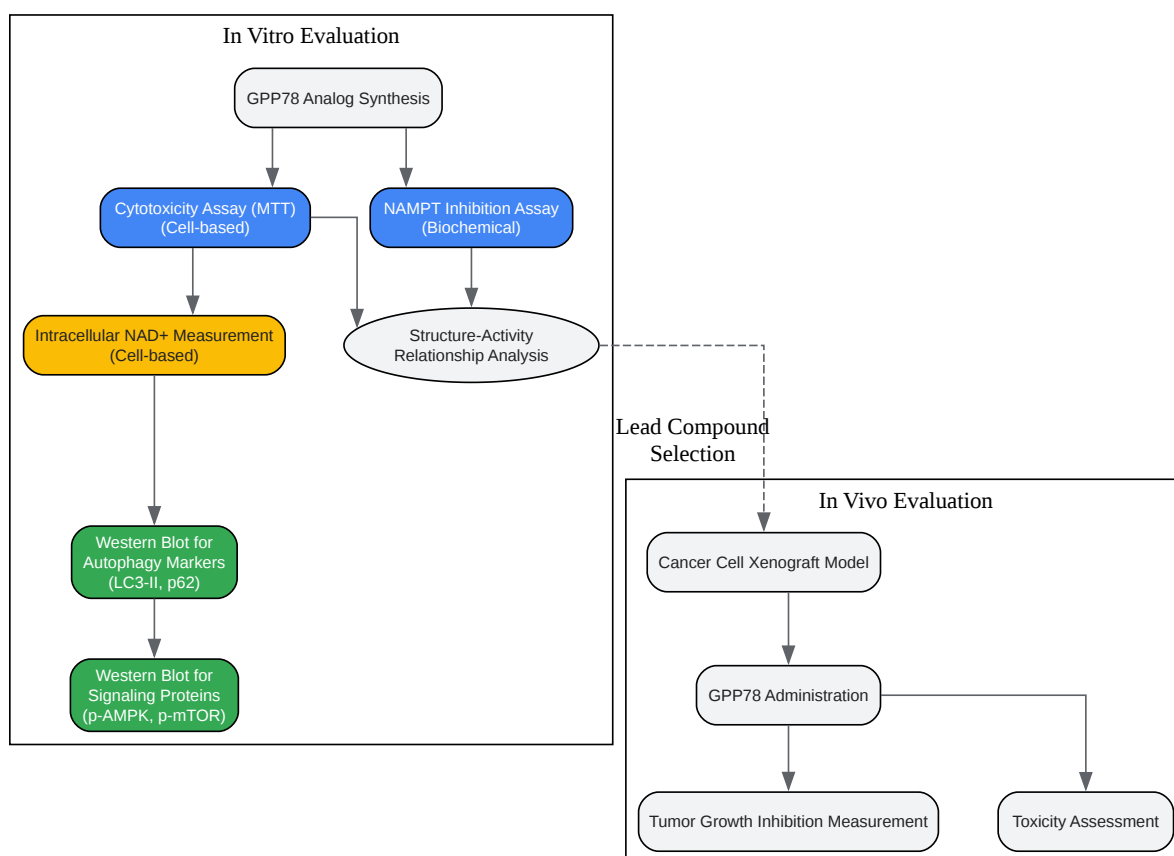 In Vitro Evaluation
GPP78 Analog Synthesis
Cytotoxicity Assay (MTT)
(Cell-based)
NAMPT Inhibition Assay
(Biochemical)
Intracellular NAD+ Measurement
(Cell-based)
Structure-Activity
Relationship Analysis
Lead Compound
Selection
Western Blot for
Autophagy Markers
(LC3-II, p62)
Western Blot for
Signaling Proteins
(p-AMPK, p-mTOR)
In Vivo Evaluation
Cancer Cell Xenograft Model
GPP78 Administration
Tumor Growth Inhibition Measurement
Toxicity Assessment